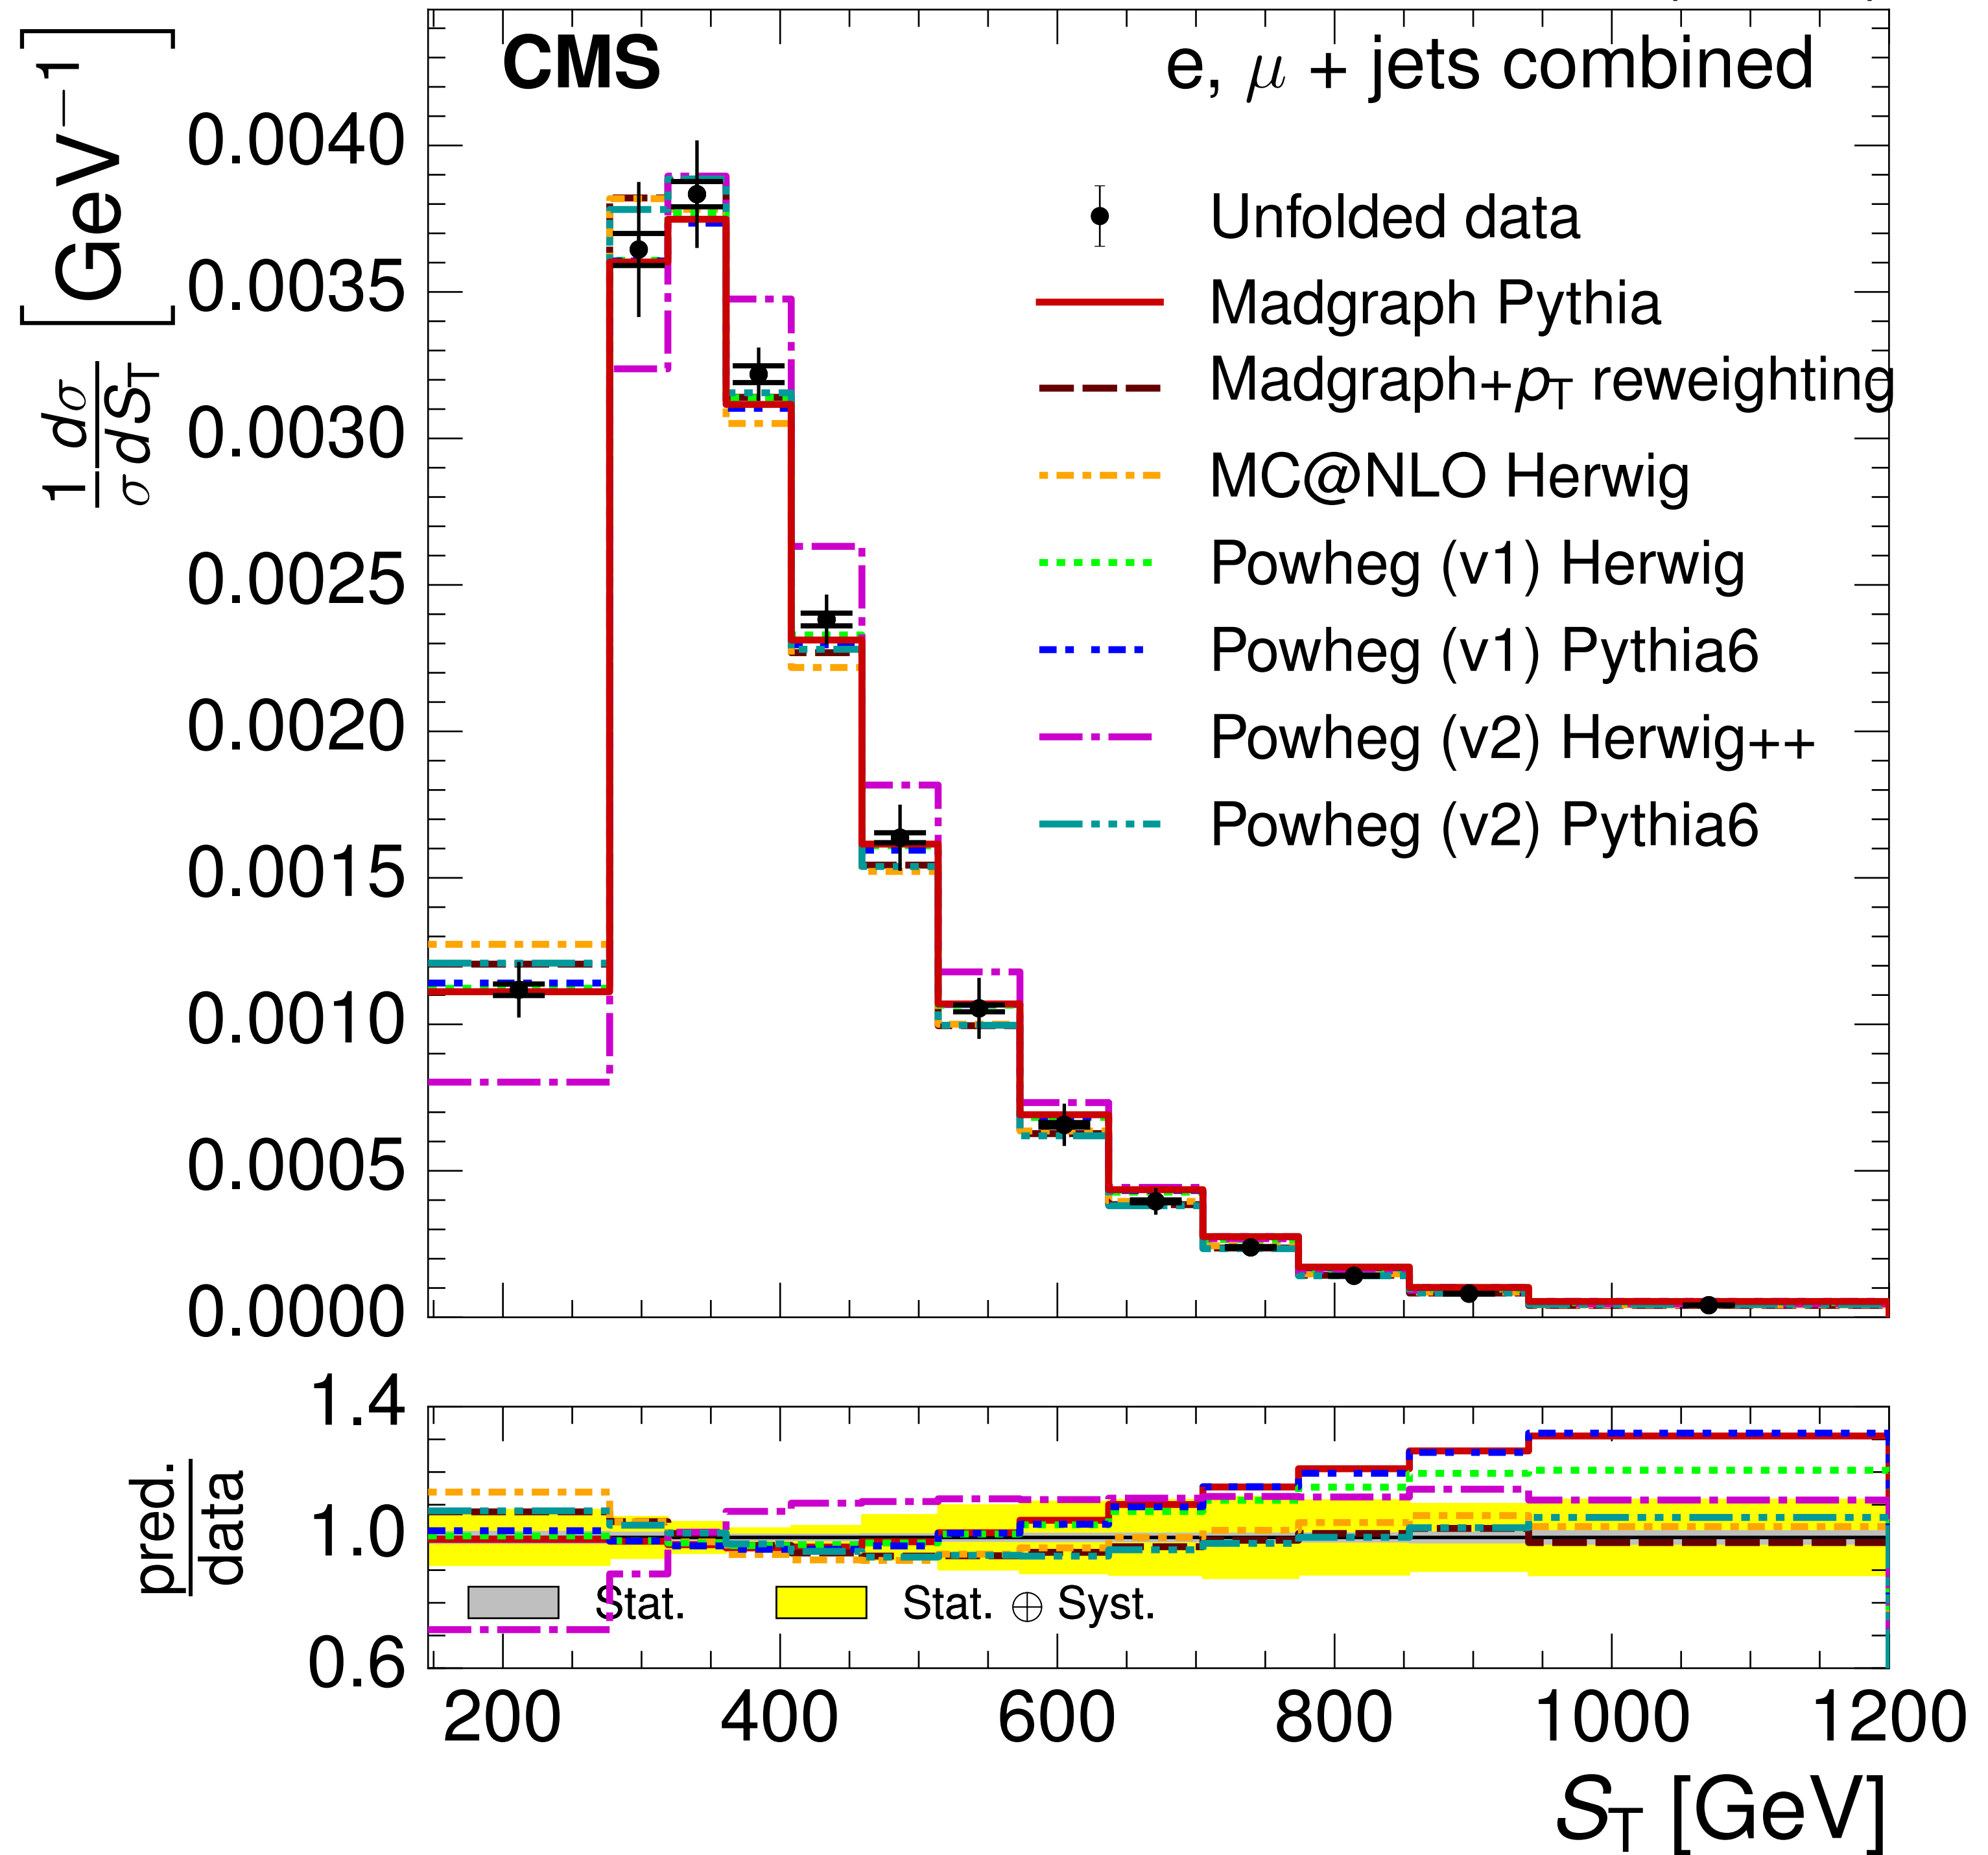 CMS
e, μ + jets combined
1/σ dσ/dS_T [GeV⁻¹]
0.0040
0.0035
0.0030
0.0025
0.0020
0.0015
0.0010
0.0005
0.0000
Unfolded data
Madgraph Pythia
Madgraph+p_T reweighting
MC@NLO Herwig
Powheg (v1) Herwig
Powheg (v1) Pythia6
Powheg (v2) Herwig++
Powheg (v2) Pythia6
pred.
data
1.4
1.0
0.6
Stat.
Stat. ⊕ Syst.
200 400 600 800 1000 1200
S_T [GeV]